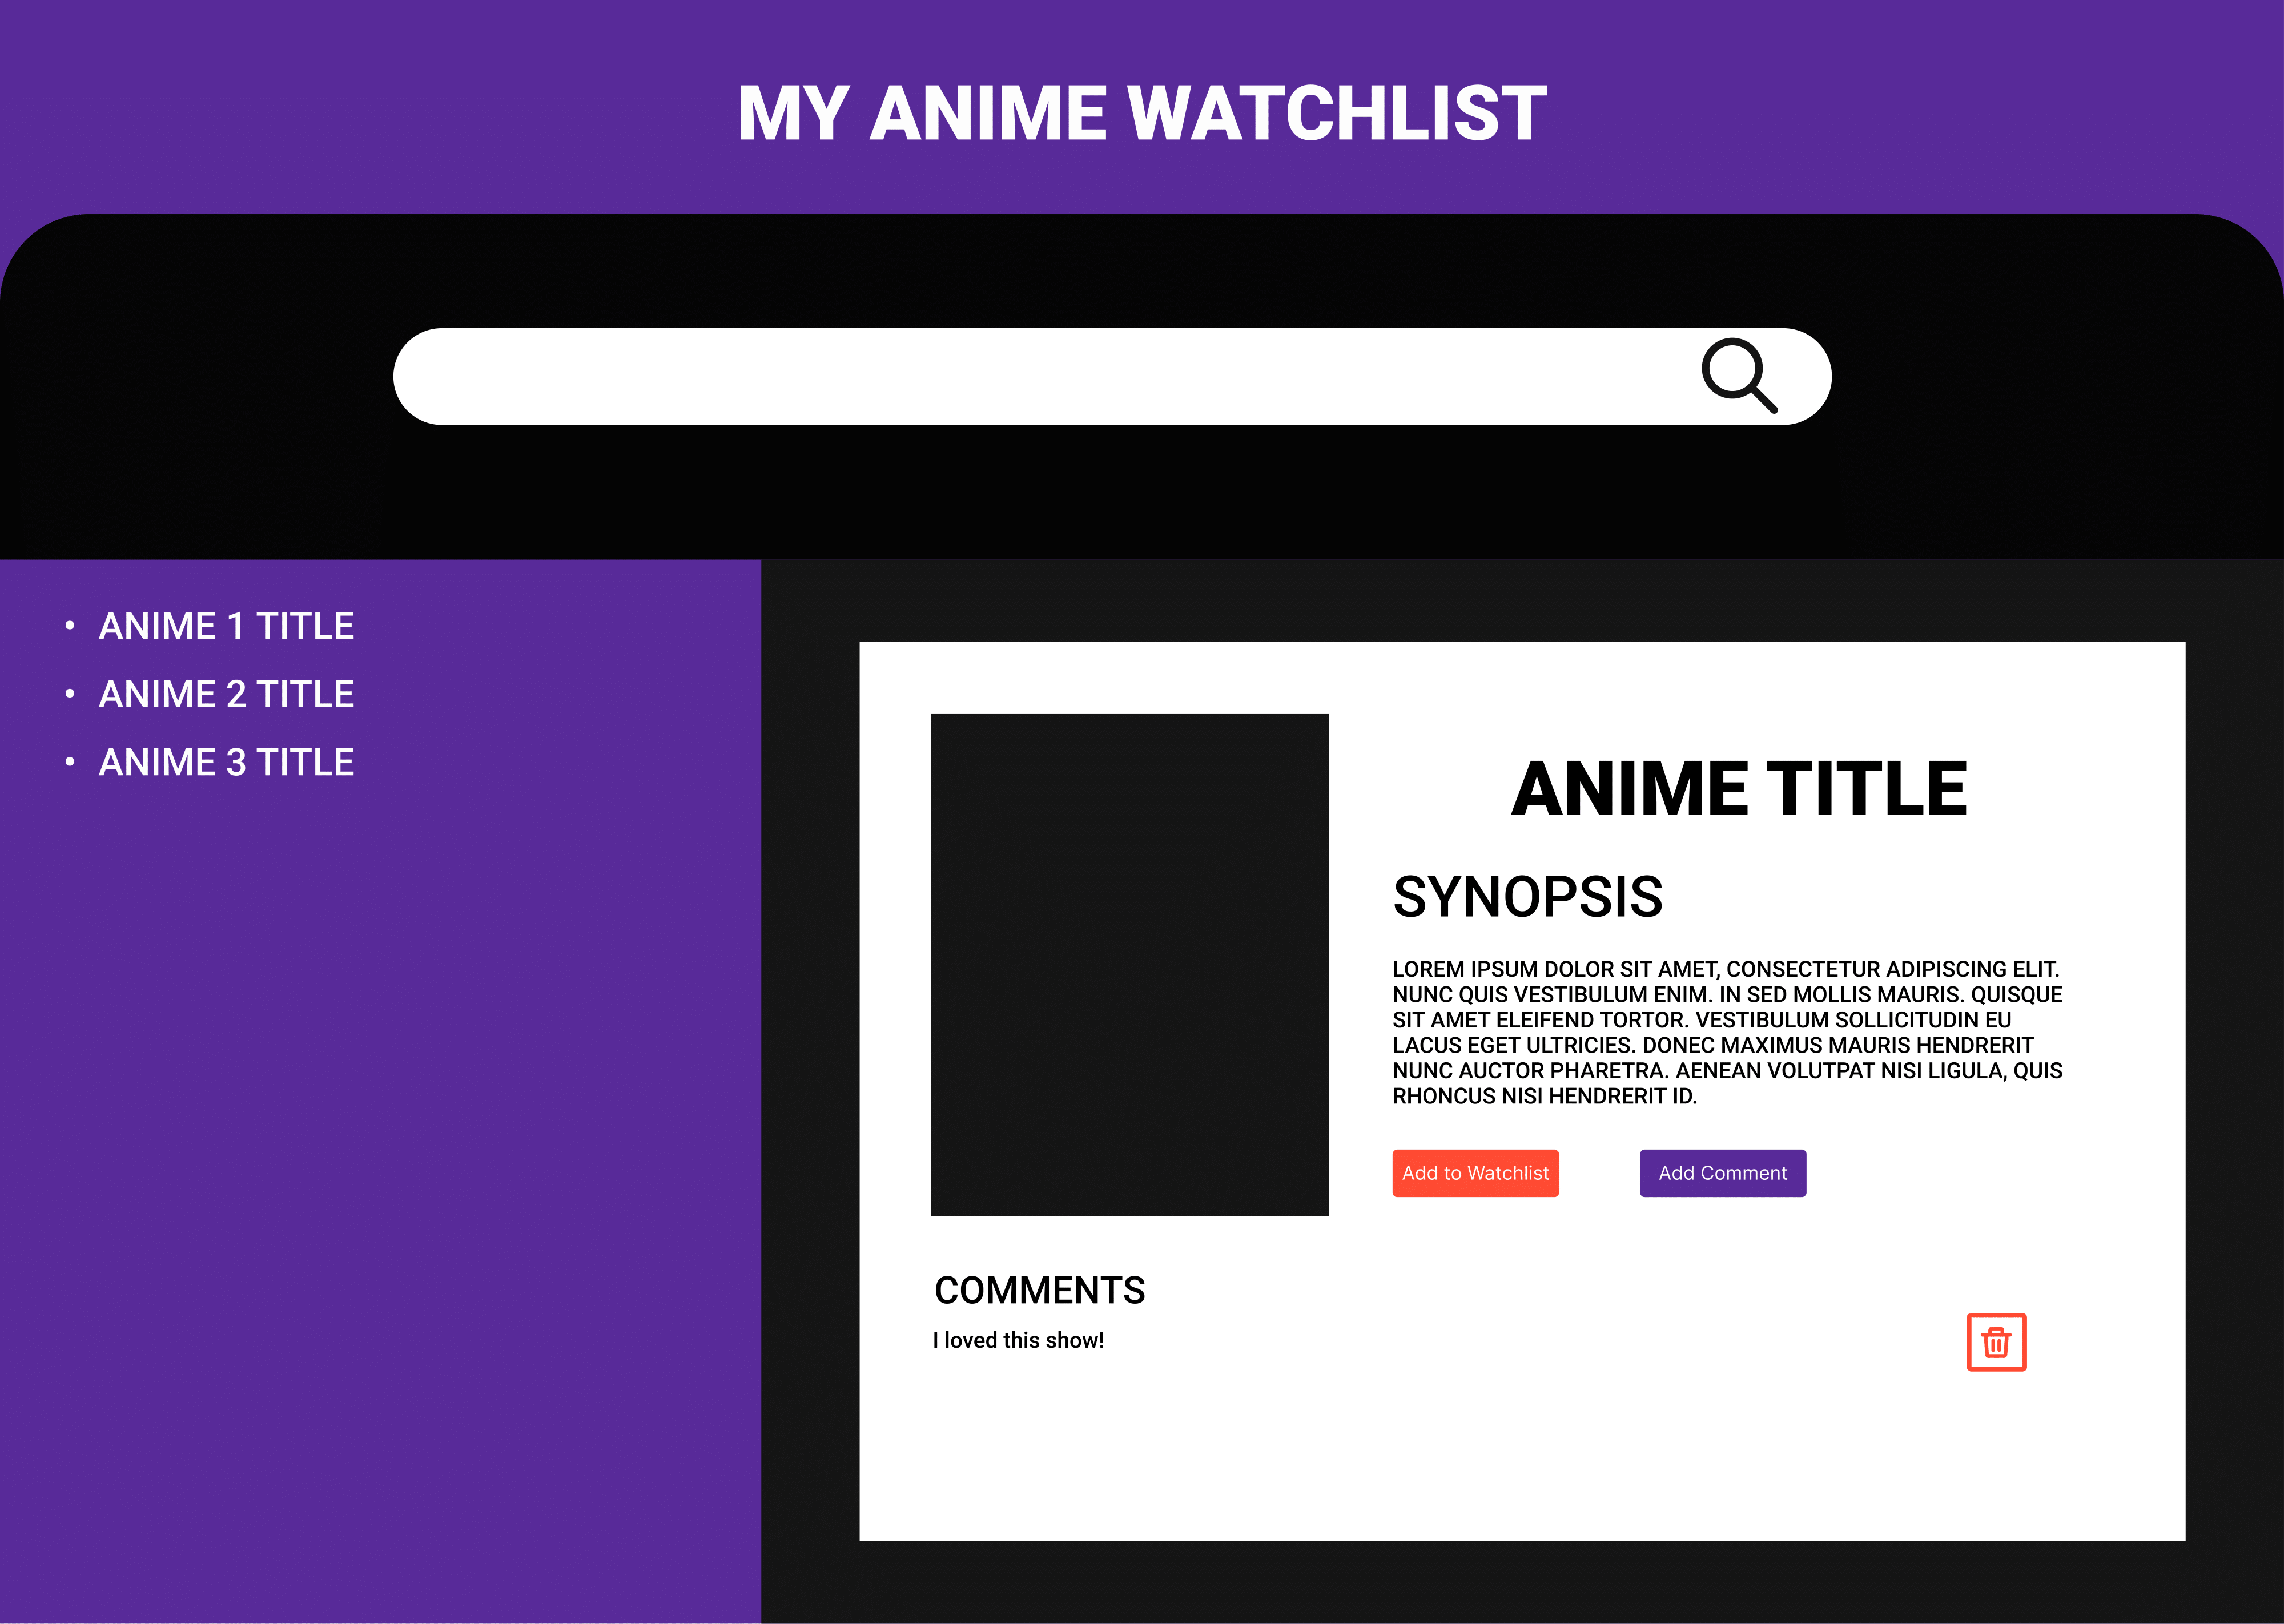 MY ANIME WATCHLIST
• ANIME 1 TITLE
• ANIME 2 TITLE
• ANIME 3 TITLE
ANIME TITLE
SYNOPSIS
LOREM IPSUM DOLOR SIT AMET, CONSECTETUR ADIPISCING ELIT.
NUNC QUIS VESTIBULUM ENIM. IN SED MOLLIS MAURIS. QUISQUE
SIT AMET ELEIFEND TORTOR. VESTIBULUM SOLLICITUDIN EU
LACUS EGET ULTRICIES. DONEC MAXIMUS MAURIS HENDRERIT
NUNC AUCTOR PHARETRA. AENEAN VOLUTPAT NISI LIGULA, QUIS
RHONCUS NISI HENDRERIT ID.
Add to Watchlist
Add Comment
COMMENTS
I loved this show!